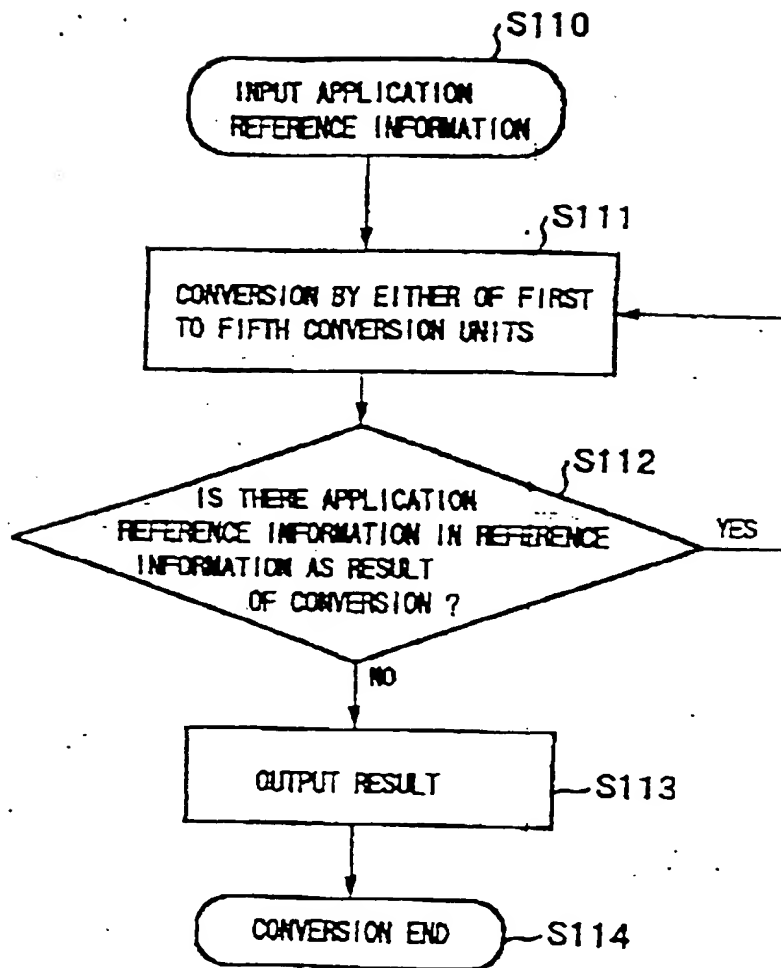 S110
INPUT APPLICATION
REFERENCE INFORMATION
S111
CONVERSION BY EITHER OF FIRST
TO FIFTH CONVERSION UNITS
S112
IS THERE APPLICATION
REFERENCE INFORMATION IN REFERENCE
INFORMATION AS RESULT
OF CONVERSION ?
YES
NO
OUTPUT RESULT
S113
CONVERSION END
S114